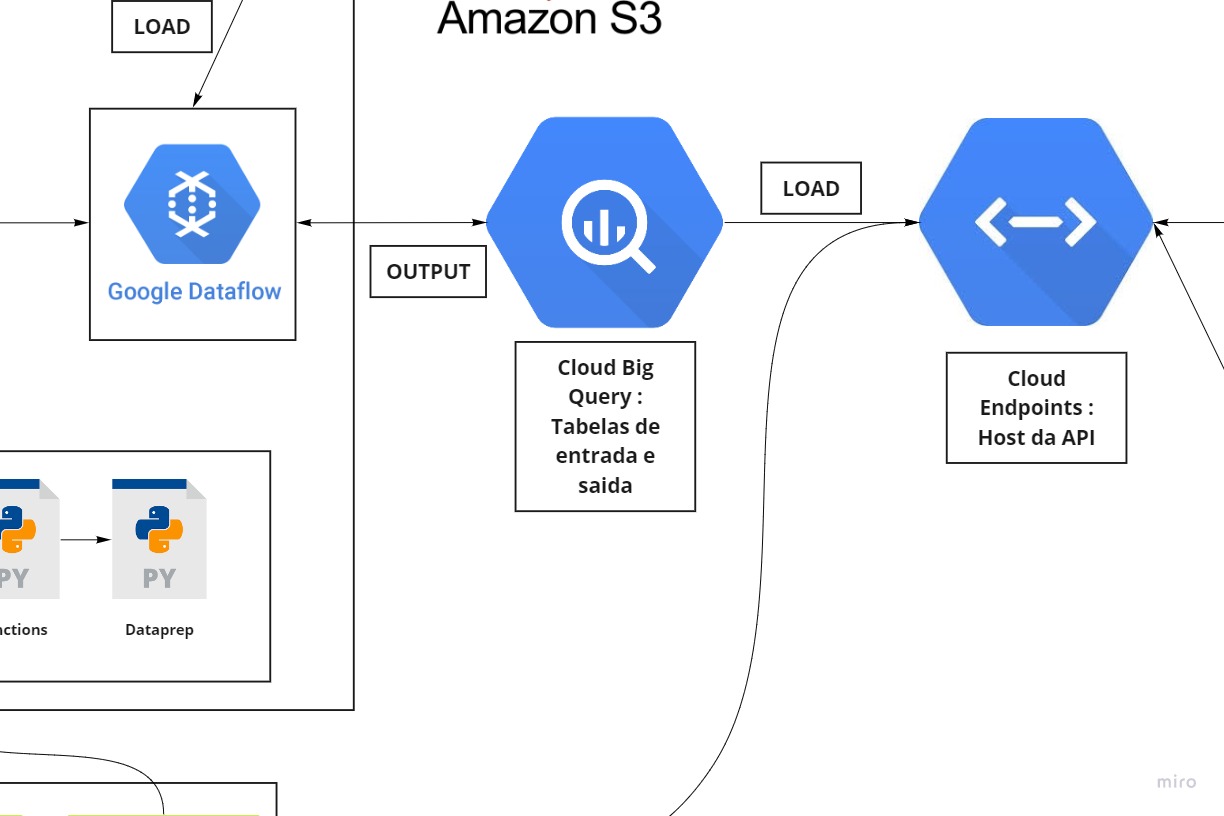 Amazon S3
LOAD
Google Dataflow
OUTPUT
LOAD
Cloud Big
Query :
Tabelas de
entrada e
saida
Cloud
Endpoints :
Host da API
PY
PY
Dataprep
miro